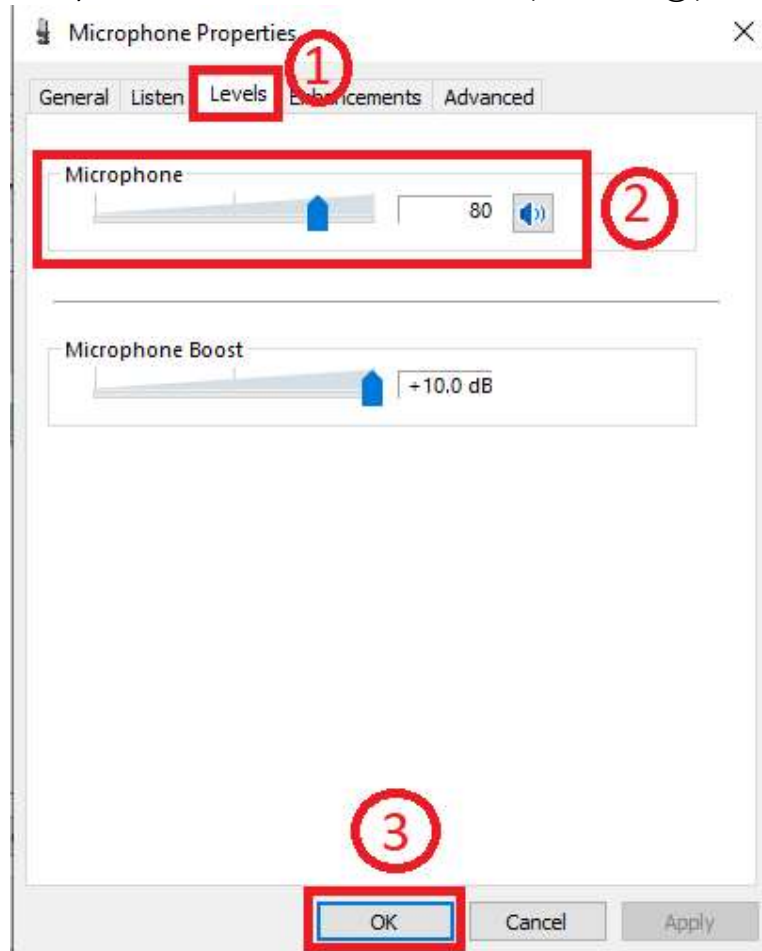 Microphone Properties
1
General Listen Levels Enhancements Advanced
Microphone
80
2
Microphone Boost
+10.0 dB
3
OK Cancel Apply